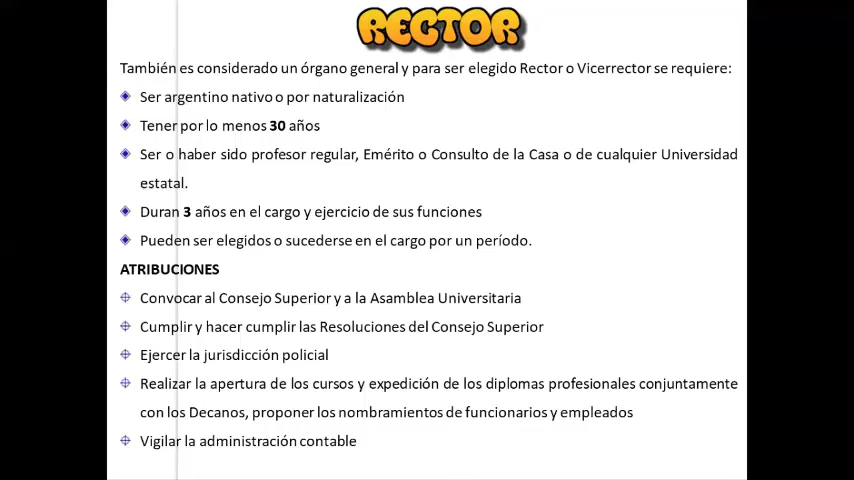 RECTOR
También es considerado un órgano general y para ser elegido Rector o Vicerrector se requiere:
Ser argentino nativo o por naturalización
Tener por lo menos 30 años
Ser o haber sido profesor regular, Emérito o Consulto de la Casa o de cualquier Universidad
estatal.
Duran 3 años en el cargo y ejercicio de sus funciones
Pueden ser elegidos o sucederse en el cargo por un período.
ATRIBUCIONES
Convocar al Consejo Superior y a la Asamblea Universitaria
Cumplir y hacer cumplir las Resoluciones del Consejo Superior
Ejercer la jurisdicción policial
Realizar la apertura de los cursos y expedición de los diplomas profesionales conjuntamente
con los Decanos, proponer los nombramientos de funcionarios y empleados
Vigilar la administración contable